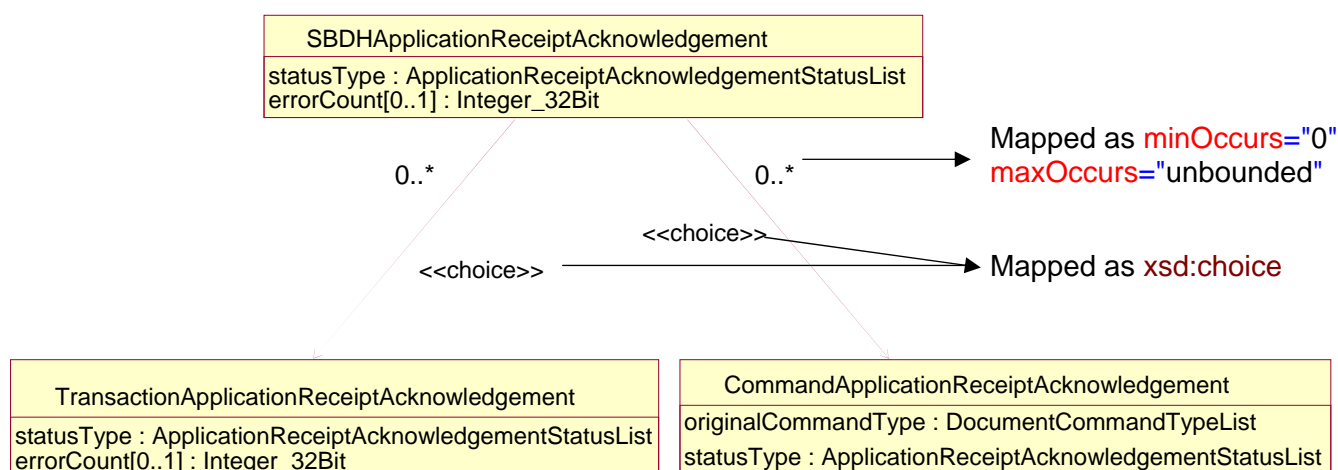 SBDHApplicationReceiptAcknowledgement
statusType : ApplicationReceiptAcknowledgementStatusList
errorCount[0..1] : Integer_32Bit
0..*
0..*
Mapped as minOccurs="0"
maxOccurs="unbounded"
<<choice>>
<<choice>>
Mapped as xsd:choice
TransactionApplicationReceiptAcknowledgement
statusType : ApplicationReceiptAcknowledgementStatusList
errorCount[0..1] : Integer_32Bit
CommandApplicationReceiptAcknowledgement
originalCommandType : DocumentCommandTypeList
statusType : ApplicationReceiptAcknowledgementStatusList